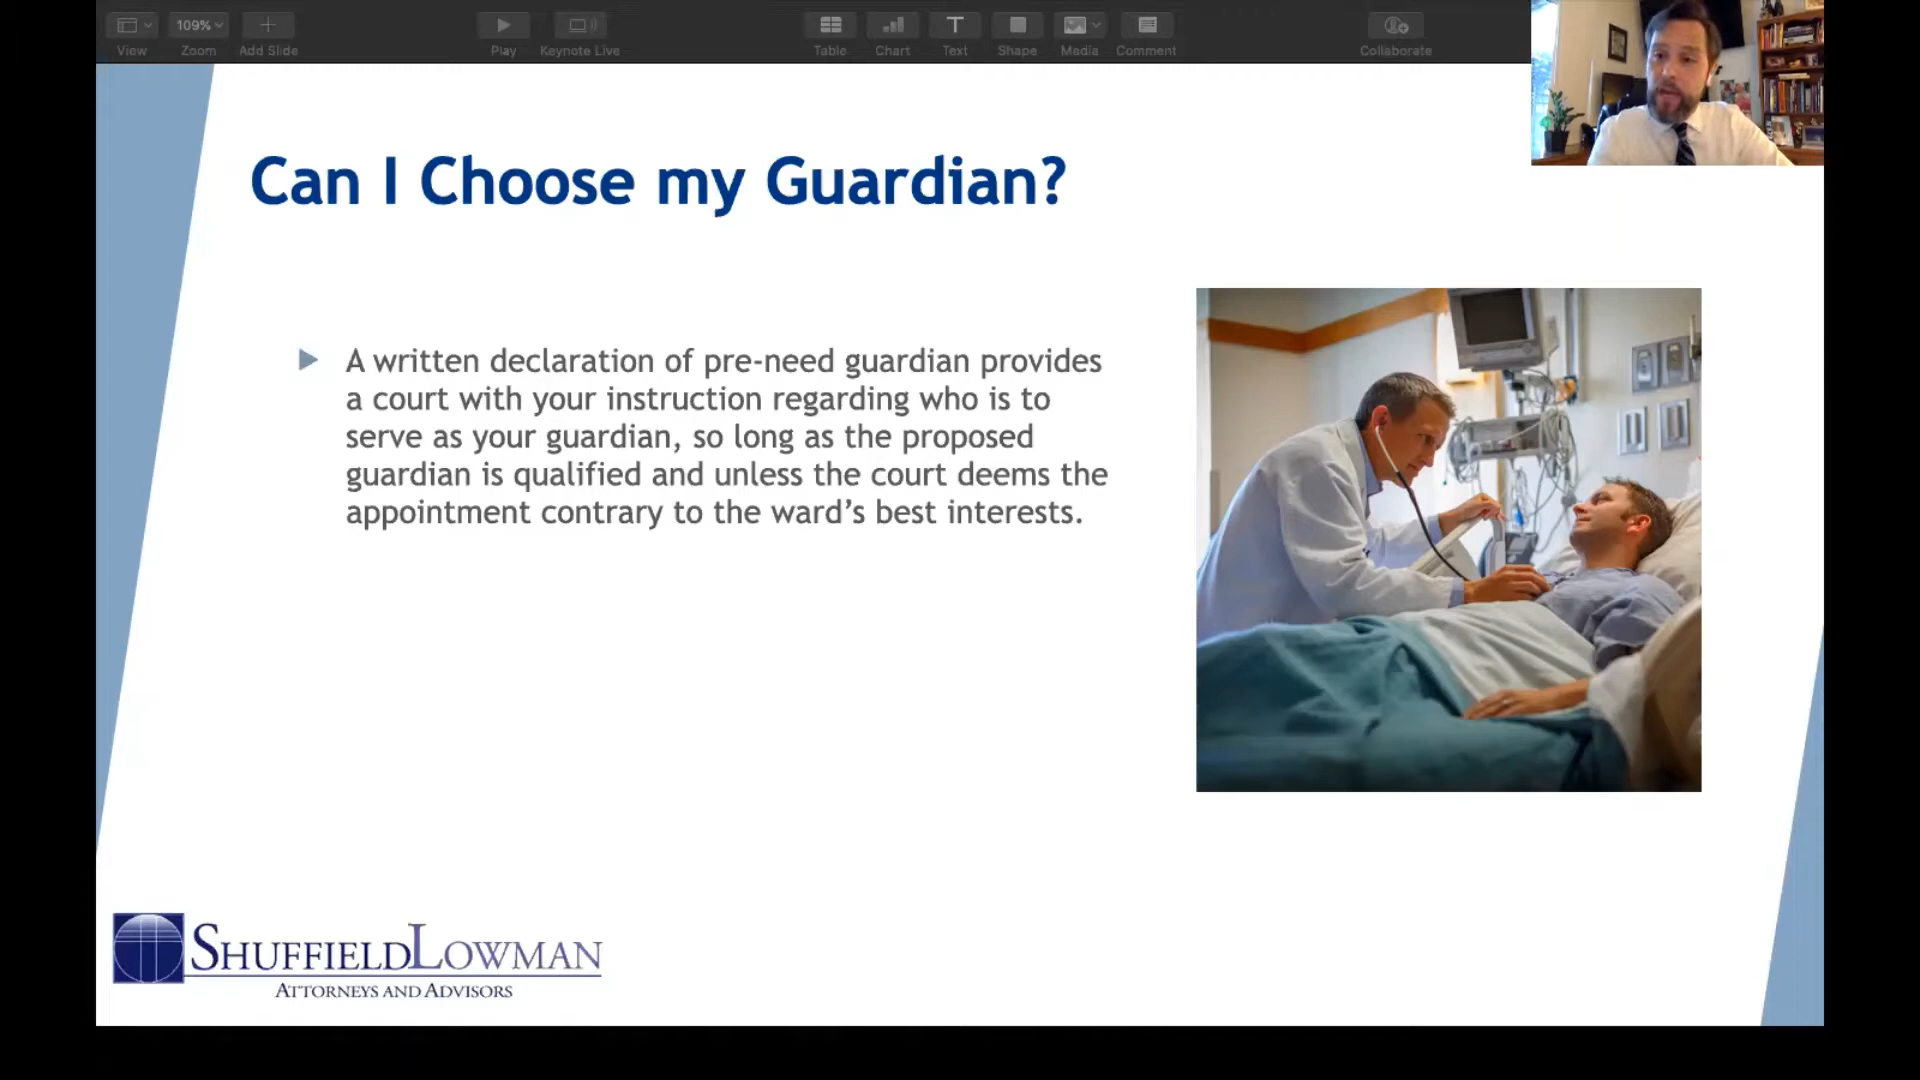 109%
View
Zoom
Add Slide
Play
Keynote Live
Table
Chart
Text
Shape
Media
Comment
Collaborate
Can I Choose my Guardian?
A written declaration of pre-need guardian provides
a court with your instruction regarding who is to
serve as your guardian, so long as the proposed
guardian is qualified and unless the court deems the
appointment contrary to the ward’s best interests.
SHUFFIELDLOWMAN
ATTORNEYS AND ADVISORS